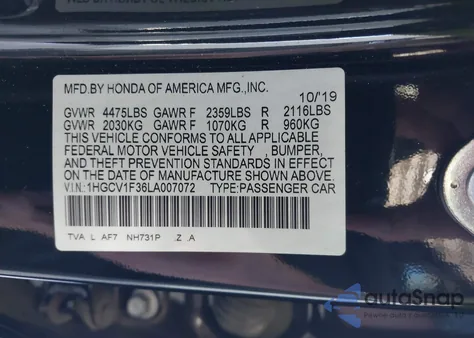 MFD.BY HONDA OF AMERICA MFG.,INC.
10/'19
GVWR 4475LBS GAWR F 2359LBS R 2116LBS
GVWR 2030KG GAWR F 1070KG R 960KG
THIS VEHICLE CONFORMS TO ALL APPLICABLE
FEDERAL MOTOR VEHICLE SAFETY , BUMPER,
AND THEFT PREVENTION STANDARDS IN EFFECT
ON THE DATE OF MANUFACTURE SHOWN ABOVE.
V.I.N.:1HGCV1F36LA007072 TYPE:PASSENGER CAR
TVA L AF7 NH731P .Z .A
autoSnap